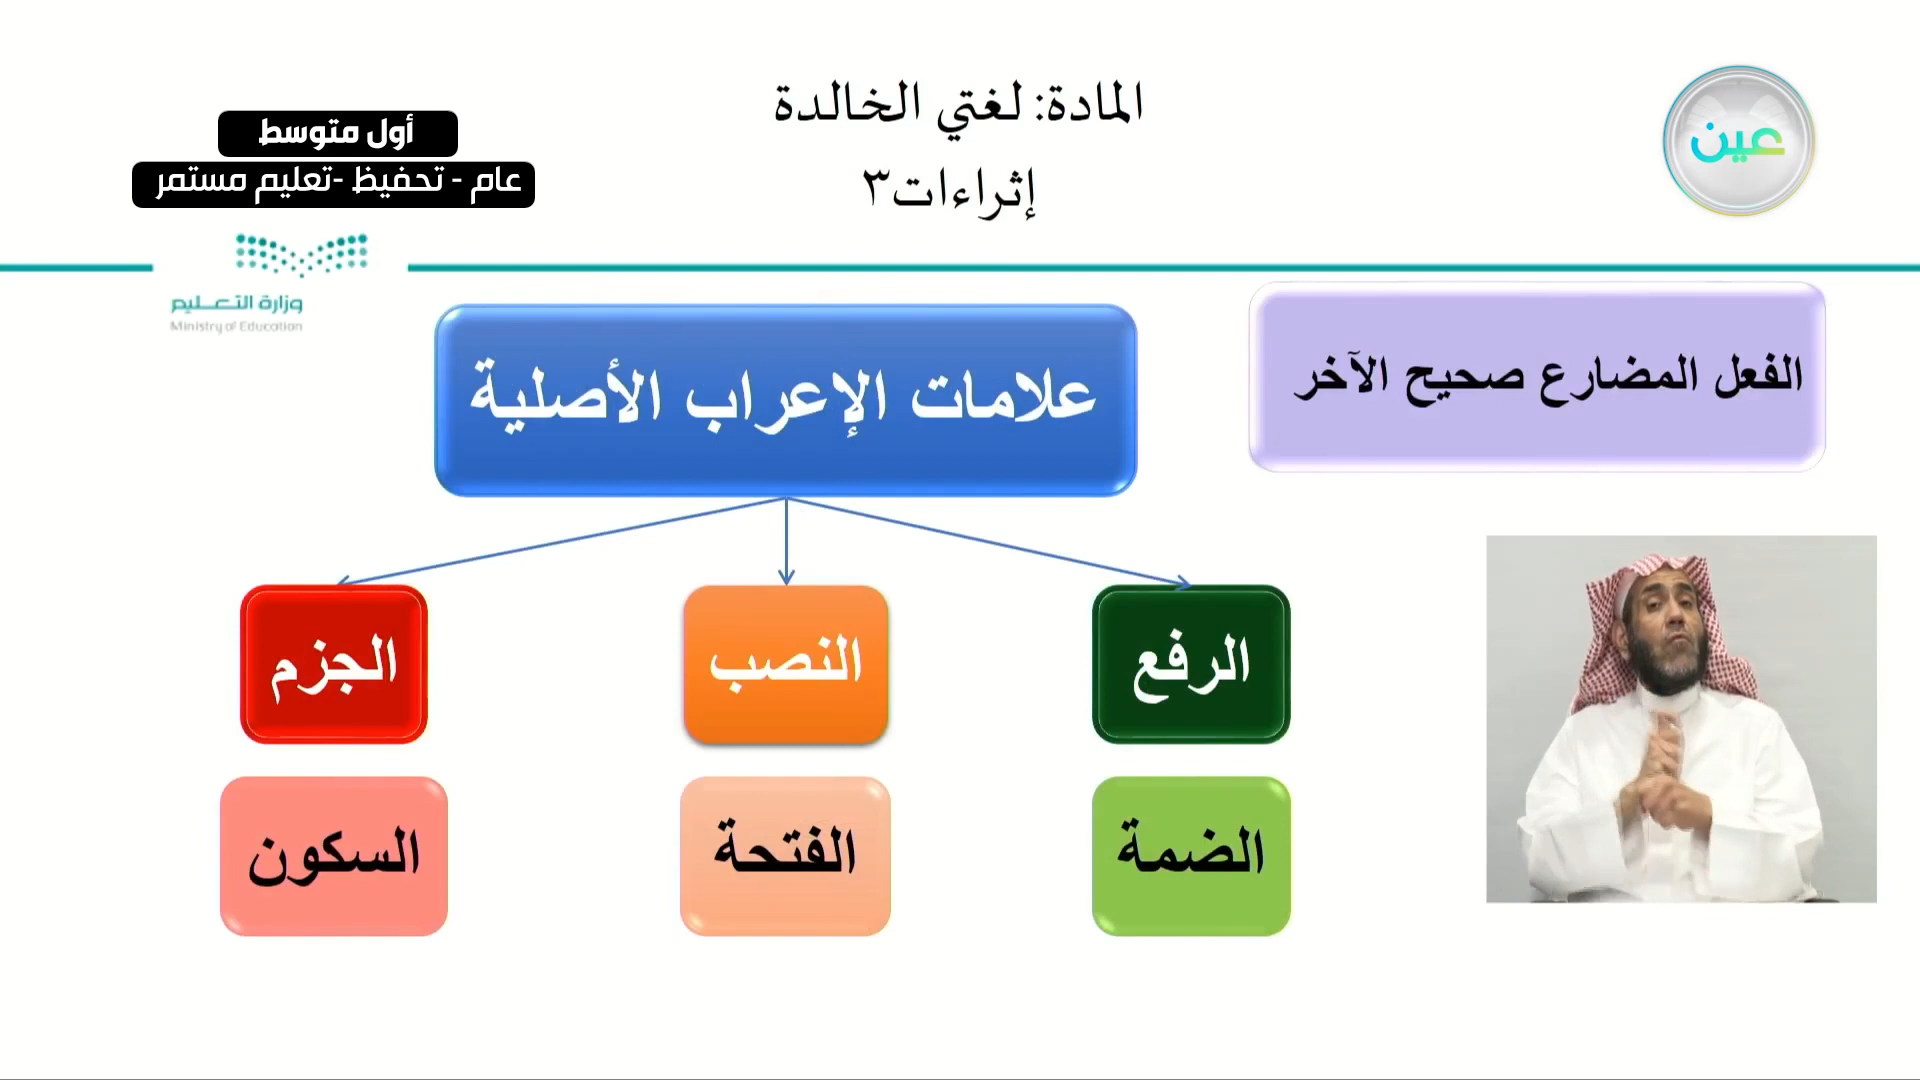 المادة: لغتي الخالدة
إثراءات٣
عين
أول متوسط
عام - تحفيظ -تعليم مستمر
وزارة التعليم
Ministry of Education
الفعل المضارع صحيح الآخر
علامات الإعراب الأصلية
الرفع
النصب
الجزم
الضمة
الفتحة
السكون